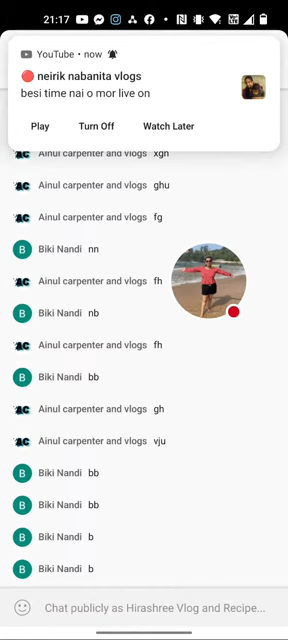 21:17
YouTube • now
neirik nabanita vlogs
besi time nai o mor live on
Play Turn Off Watch Later
Ainul carpenter and vlogs xgh
Ainul carpenter and vlogs ghu
Ainul carpenter and vlogs fg
B Biki Nandi nn
Ainul carpenter and vlogs fh
B Biki Nandi nb
Ainul carpenter and vlogs fh
B Biki Nandi bb
Ainul carpenter and vlogs gh
Ainul carpenter and vlogs vju
B Biki Nandi bb
B Biki Nandi bb
B Biki Nandi b
B Biki Nandi b
Chat publicly as Hirashree Vlog and Recipe...